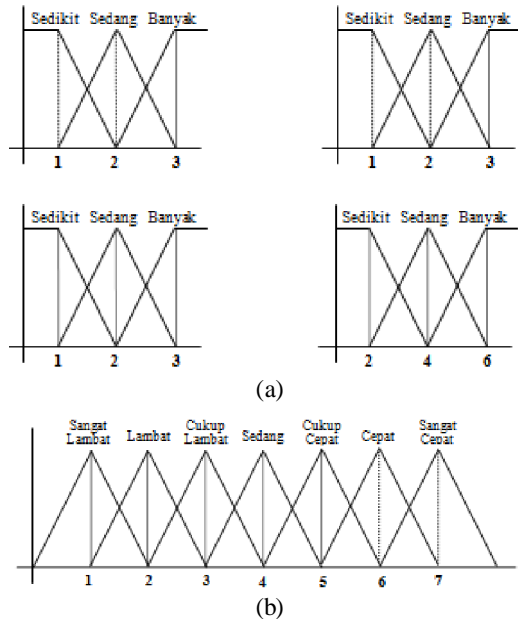 Sedikit Sedang Banyak
1 2 3
Sedikit Sedang Banyak
1 2 3
Sedikit Sedang Banyak
1 2 3
Sedikit Sedang Banyak
2 4 6
(a)
Sangat Lambat
Lambat
Cukup Lambat
Sedang
Cukup Cepat
Cepat
Sangat Cepat
1 2 3 4 5 6 7
(b)